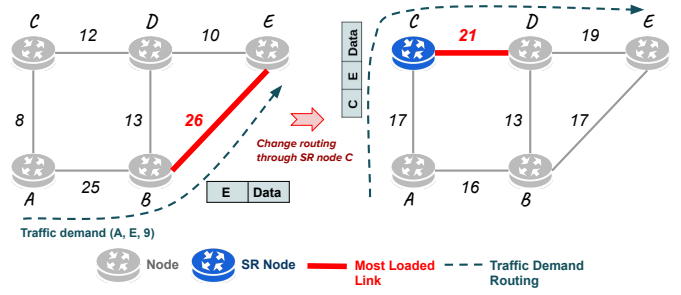 C
D
E
12
10
8
13
26
25
A
B
E Data
Traffic demand (A, E, 9)
Change routing
through SR node C
C E Data
C
D
E
21
19
17
13
17
16
A
B
Node
SR Node
Most Loaded
Link
Traffic Demand
Routing